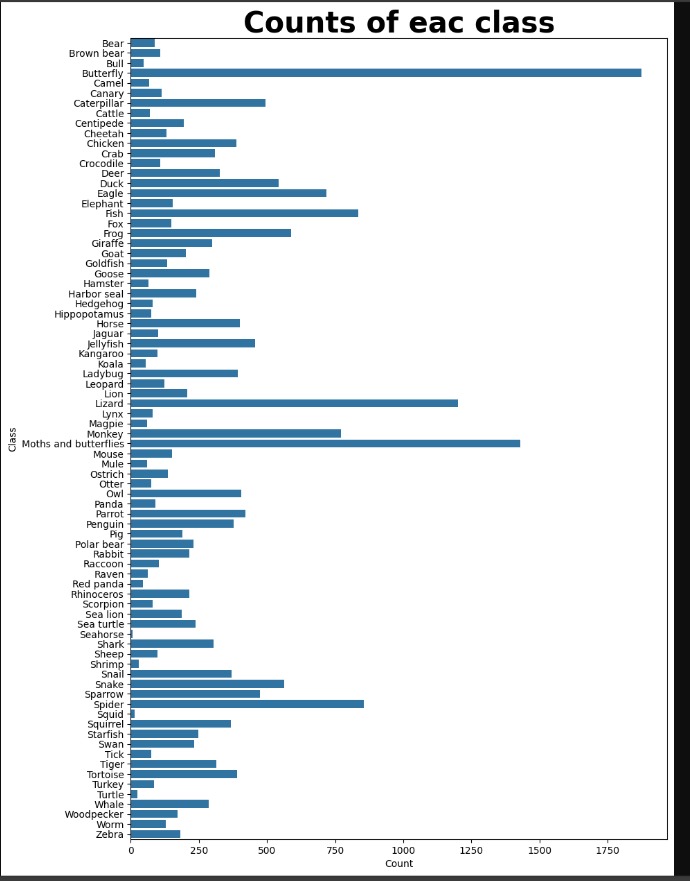 Counts of eac class
Bear
Brown bear
Bull
Butterfly
Camel
Canary
Caterpillar
Cattle
Centipede
Cheetah
Chicken
Crab
Crocodile
Deer
Duck
Eagle
Elephant
Fish
Fox
Frog
Giraffe
Goat
Goldfish
Goose
Hamster
Harbor seal
Hedgehog
Hippopotamus
Horse
Jaguar
Jellyfish
Kangaroo
Koala
Ladybug
Leopard
Lion
Lizard
Lynx
Magpie
Monkey
Moths and butterflies
Mouse
Mule
Ostrich
Otter
Owl
Panda
Parrot
Penguin
Pig
Polar bear
Rabbit
Raccoon
Raven
Red panda
Rhinoceros
Scorpion
Sea lion
Sea turtle
Seahorse
Shark
Sheep
Shrimp
Snail
Snake
Sparrow
Spider
Squid
Squirrel
Starfish
Swan
Tick
Tiger
Tortoise
Turkey
Turtle
Whale
Woodpecker
Worm
Zebra
Class
0 250 500 750 1000 1250 1500 1750
Count